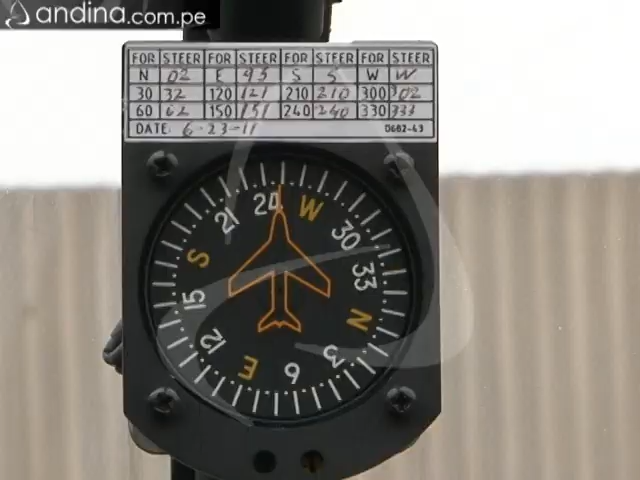 andina.com.pe
FOR STEER FOR STEER FOR STEER FOR STEER
N 02 E 93 S S W W
30 32 120 121 210 210 300 302
60 62 150 151 240 240 330 333
DATE 6-23-11 0602-43
21 24 W 30 33 N 3 6 E 12 15 S